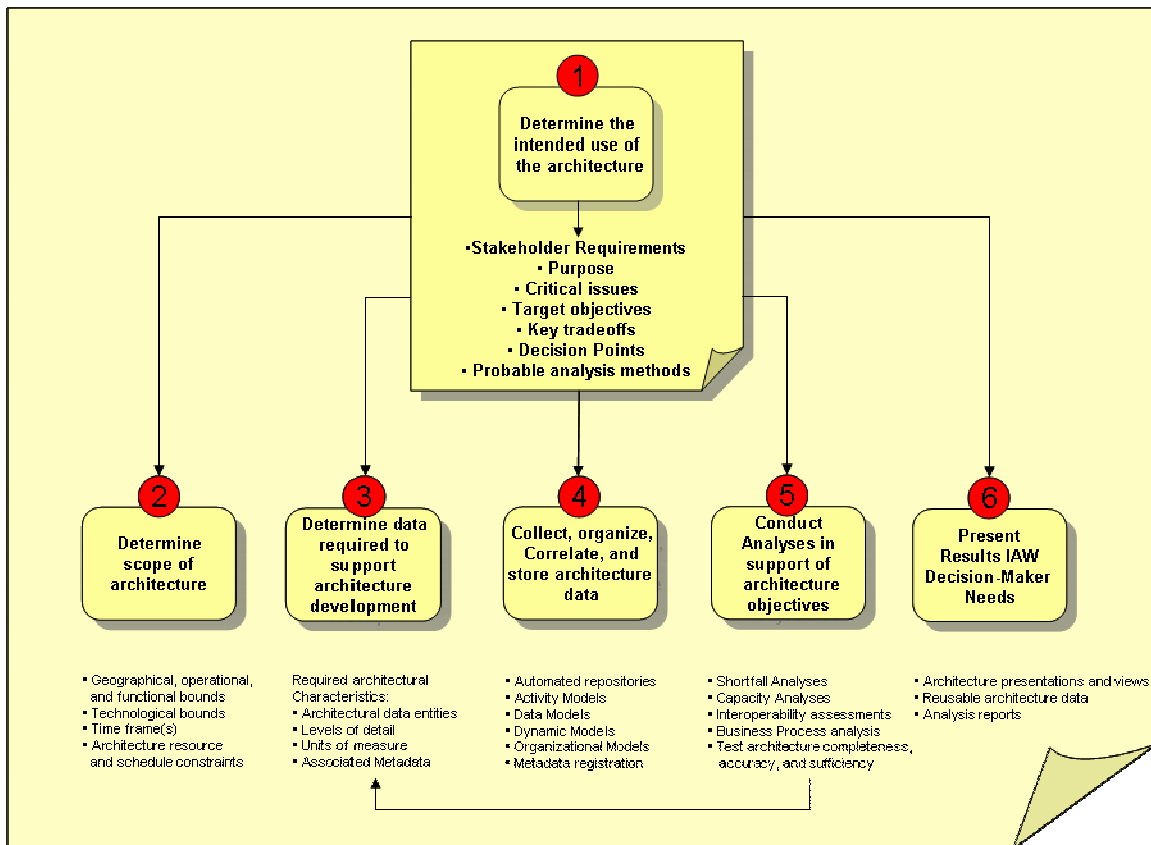 1
Determine the
intended use of
the architecture
•Stakeholder Requirements
• Purpose
• Critical issues
• Target objectives
• Key tradeoffs
• Decision Points
• Probable analysis methods
2
Determine
scope of
architecture
• Geographical, operational,
and functional bounds
• Technological bounds
• Time frame(s)
• Architecture resource
and schedule constraints
3
Determine data
required to
support
architecture
development
Required architectural
Characteristics:
• Architectural data entities
• Levels of detail
• Units of measure
• Associated Metadata
4
Collect, organize,
Correlate, and
store architecture
data
• Automated repositories
• Activity Models
• Data Models
• Dynamic Models
• Organizational Models
• Metadata registration
5
Conduct
Analyses in
support of
architecture
objectives
• Shortfall Analyses
• Capacity Analyses
• Interoperability assessments
• Business Process analysis
• Test architecture completeness,
accuracy, and sufficiency
6
Present
Results IAW
Decision-Maker
Needs
• Architecture presentations and views
• Reusable architecture data
• Analysis reports